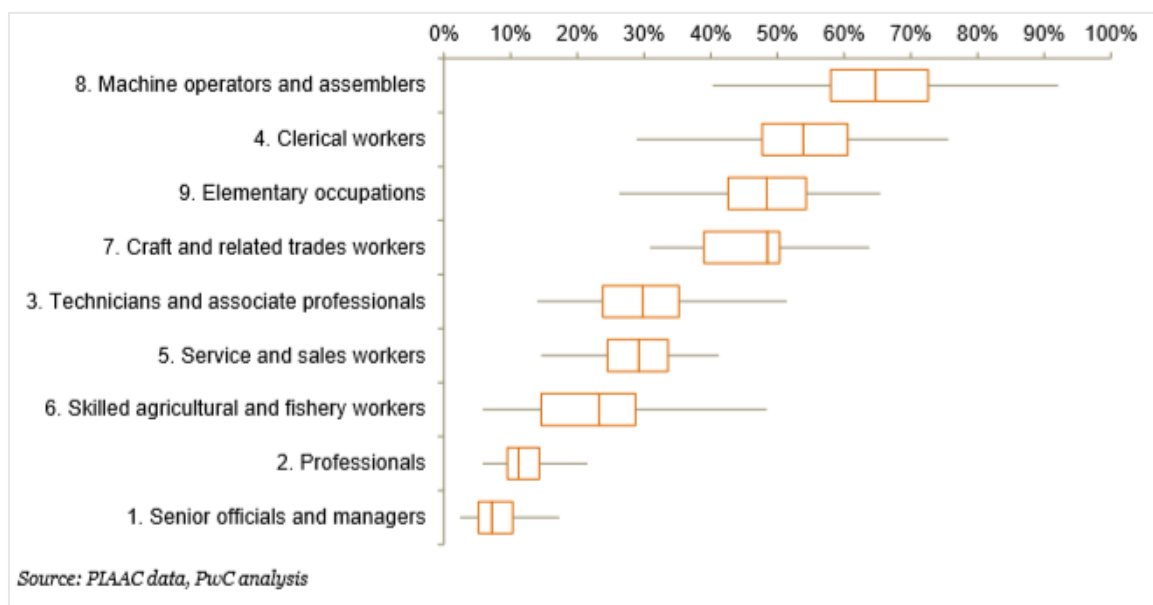 0% 10% 20% 30% 40% 50% 60% 70% 80% 90% 100%
8. Machine operators and assemblers
4. Clerical workers
9. Elementary occupations
7. Craft and related trades workers
3. Technicians and associate professionals
5. Service and sales workers
6. Skilled agricultural and fishery workers
2. Professionals
1. Senior officials and managers
Source: PIAAC data, PwC analysis